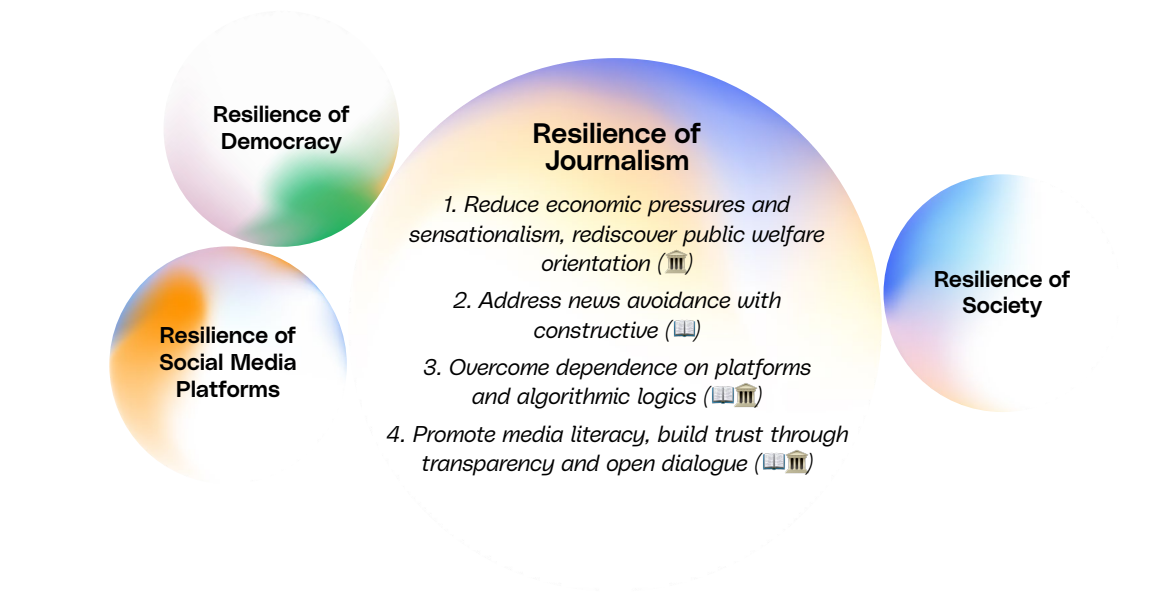 Resilience of
Democracy
Resilience of
Social Media
Platforms
Resilience of
Journalism
1. Reduce economic pressures and
sensationalism, rediscover public welfare
orientation (🏛️)
2. Address news avoidance with
constructive (📖)
3. Overcome dependence on platforms
and algorithmic logics (📖🏛️)
4. Promote media literacy, build trust through
transparency and open dialogue (📖🏛️)
Resilience of
Society